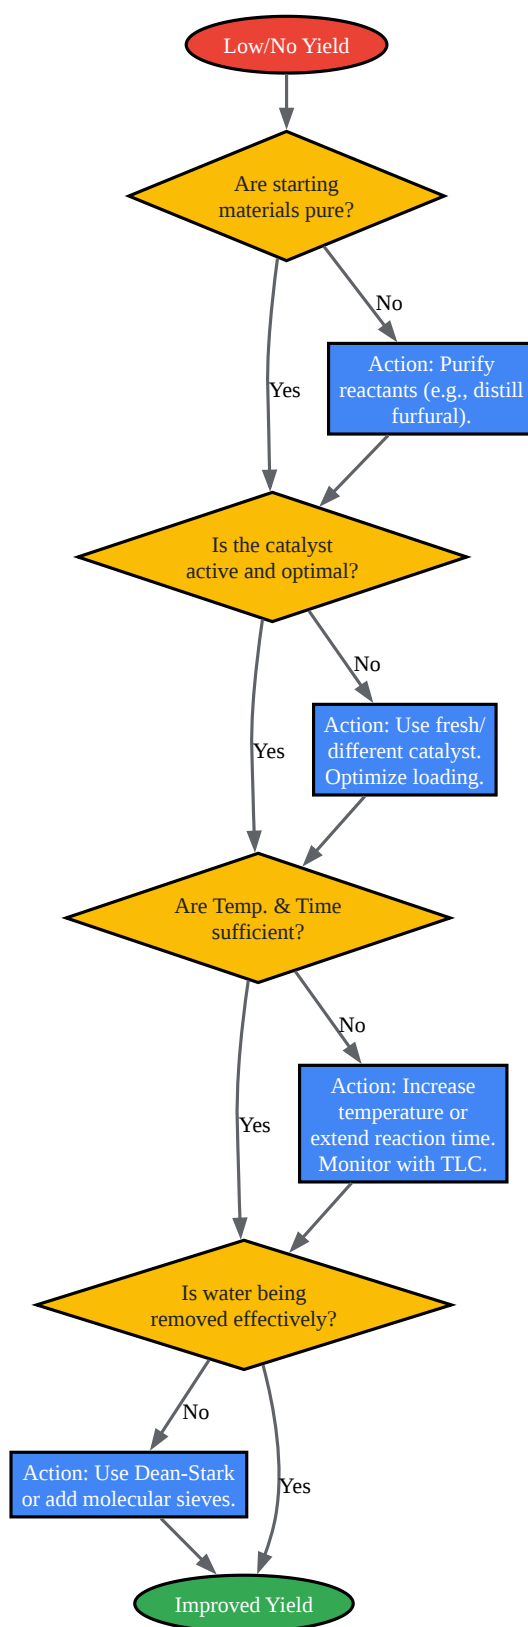 Low/No Yield
Are starting
materials pure?
No
Action: Purify
reactants (e.g., distill
furfural).
Yes
Is the catalyst
active and optimal?
No
Action: Use fresh/
different catalyst.
Optimize loading.
Yes
Are Temp. & Time
sufficient?
No
Action: Increase
temperature or
extend reaction time.
Monitor with TLC.
Yes
Is water being
removed effectively?
No
Action: Use Dean-Stark
or add molecular sieves.
Yes
Improved Yield